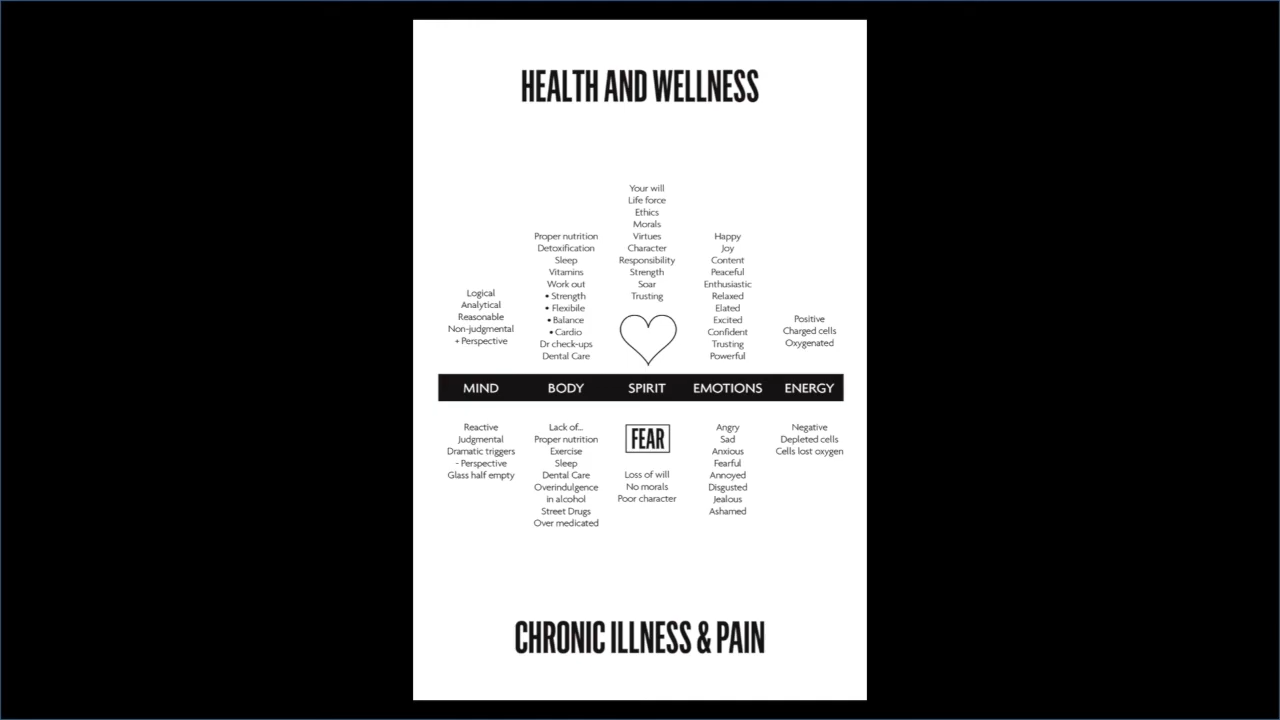 HEALTH AND WELLNESS
Logical
Analytical
Reasonable
Non-judgmental
+ Perspective
Proper nutrition
Detoxification
Sleep
Vitamins
Work out
• Strength
• Flexibile
• Balance
• Cardio
Dr check-ups
Dental Care
Your will
Life force
Ethics
Morals
Virtues
Character
Responsibility
Strength
Soar
Trusting
Happy
Joy
Content
Peaceful
Enthusiastic
Relaxed
Elated
Excited
Confident
Trusting
Powerful
Positive
Charged cells
Oxygenated
MIND BODY SPIRIT EMOTIONS ENERGY
Reactive
Judgmental
Dramatic triggers
- Perspective
Glass half empty
Lack of...
Proper nutrition
Exercise
Sleep
Dental Care
Overindulgence
in alcohol
Street Drugs
Over medicated
FEAR
Loss of will
No morals
Poor character
Angry
Sad
Anxious
Fearful
Annoyed
Disgusted
Jealous
Ashamed
Negative
Depleted cells
Cells lost oxygen
CHRONIC ILLNESS & PAIN